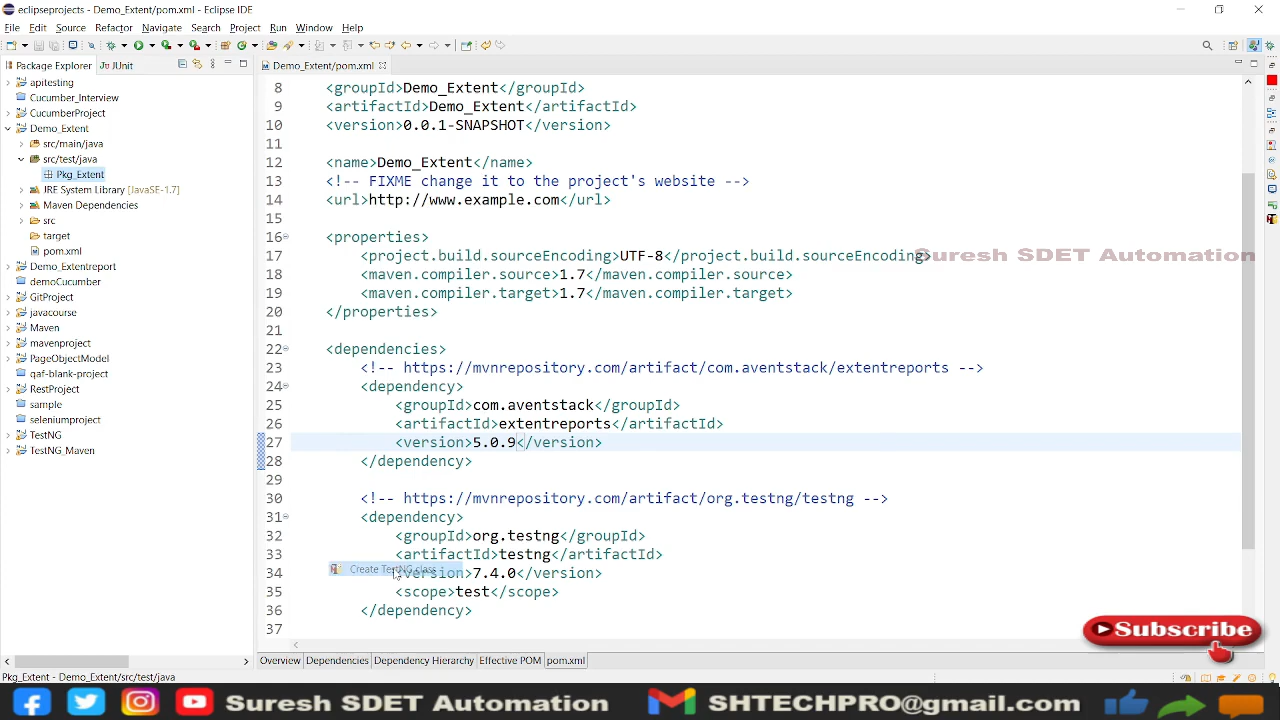 eclipseprojects - Demo_Extent/pom.xml - Eclipse IDE
File Edit Source Refactor Navigate Search Project Run Window Help
Package Explorer JUnit
Demo_Extent/pom.xml
apitesting
Cucumber_Interview
CucumberProject
Demo_Extent
src/main/java
src/test/java
Pkg_Extent
JRE System Library [JavaSE-1.7]
Maven Dependencies
src
target
pom.xml
Demo_Extentreport
demoCucumber
GitProject
javacourse
Maven
mavenproject
PageObjectModel
qaf-blank-project
RestProject
sample
seleniumproject
TestNG
TestNG_Maven
8 <groupId>Demo_Extent</groupId>
9 <artifactId>Demo_Extent</artifactId>
10 <version>0.0.1-SNAPSHOT</version>
11
12 <name>Demo_Extent</name>
13 <!-- FIXME change it to the project's website -->
14 <url>http://www.example.com</url>
15
16 <properties>
17 <project.build.sourceEncoding>UTF-8</project.build.sourceEncoding>
Suresh SDET Automation
18 <maven.compiler.source>1.7</maven.compiler.source>
19 <maven.compiler.target>1.7</maven.compiler.target>
20 </properties>
21
22 <dependencies>
23 <!-- https://mvnrepository.com/artifact/com.aventstack/extentreports -->
24 <dependency>
25 <groupId>com.aventstack</groupId>
26 <artifactId>extentreports</artifactId>
27 <version>5.0.9</version>
28 </dependency>
29
30 <!-- https://mvnrepository.com/artifact/org.testng/testng -->
31 <dependency>
32 <groupId>org.testng</groupId>
33 <artifactId>testng</artifactId>
Create TestNG class
34 <version>7.4.0</version>
35 <scope>test</scope>
36 </dependency>
37
Subscribe
Overview Dependencies Dependency Hierarchy Effective POM pom.xml
Pkg_Extent - Demo_Extent/src/test/java
Suresh SDET Automation SHTECHPRO@gmail.com